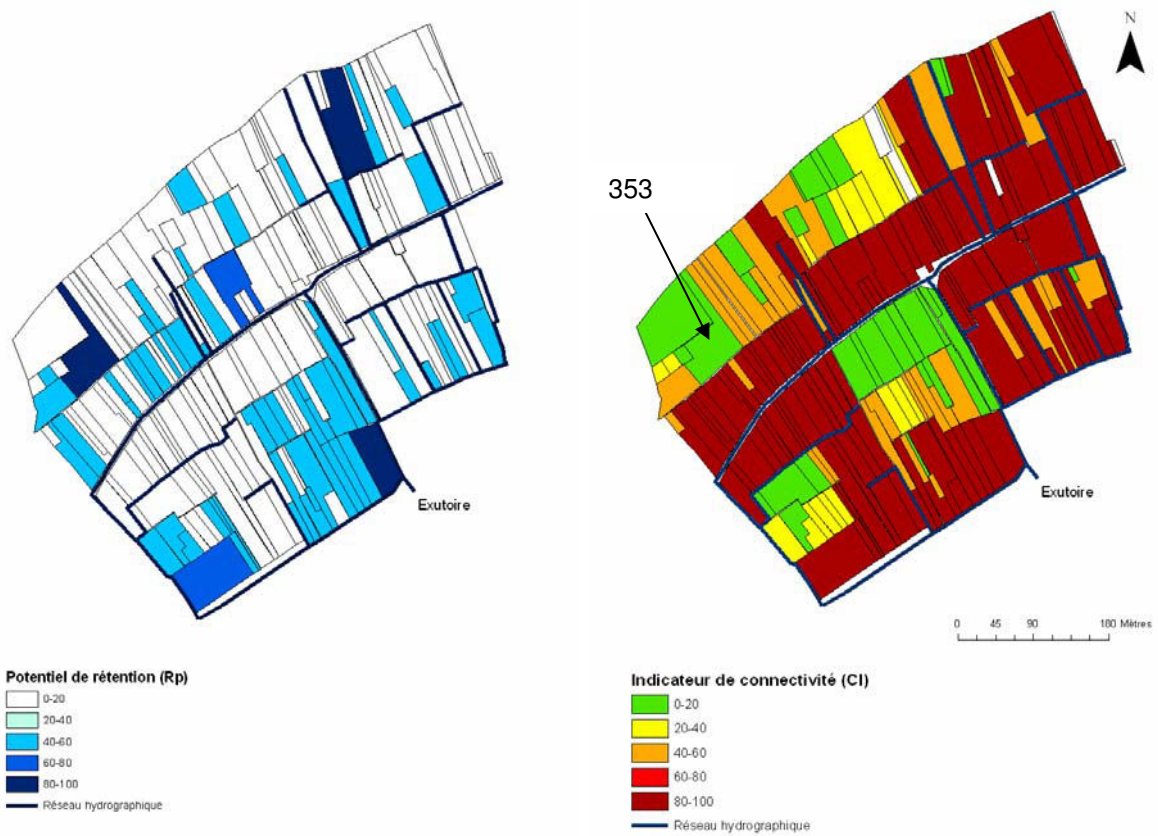 N
353
Exutoire
Exutoire
0 45 90 180 Mètres
Potentiel de rétention (Rp)
0-20
20-40
40-60
60-80
80-100
Réseau hydrographique
Indicateur de connectivité (CI)
0-20
20-40
40-60
60-80
80-100
Réseau hydrographique